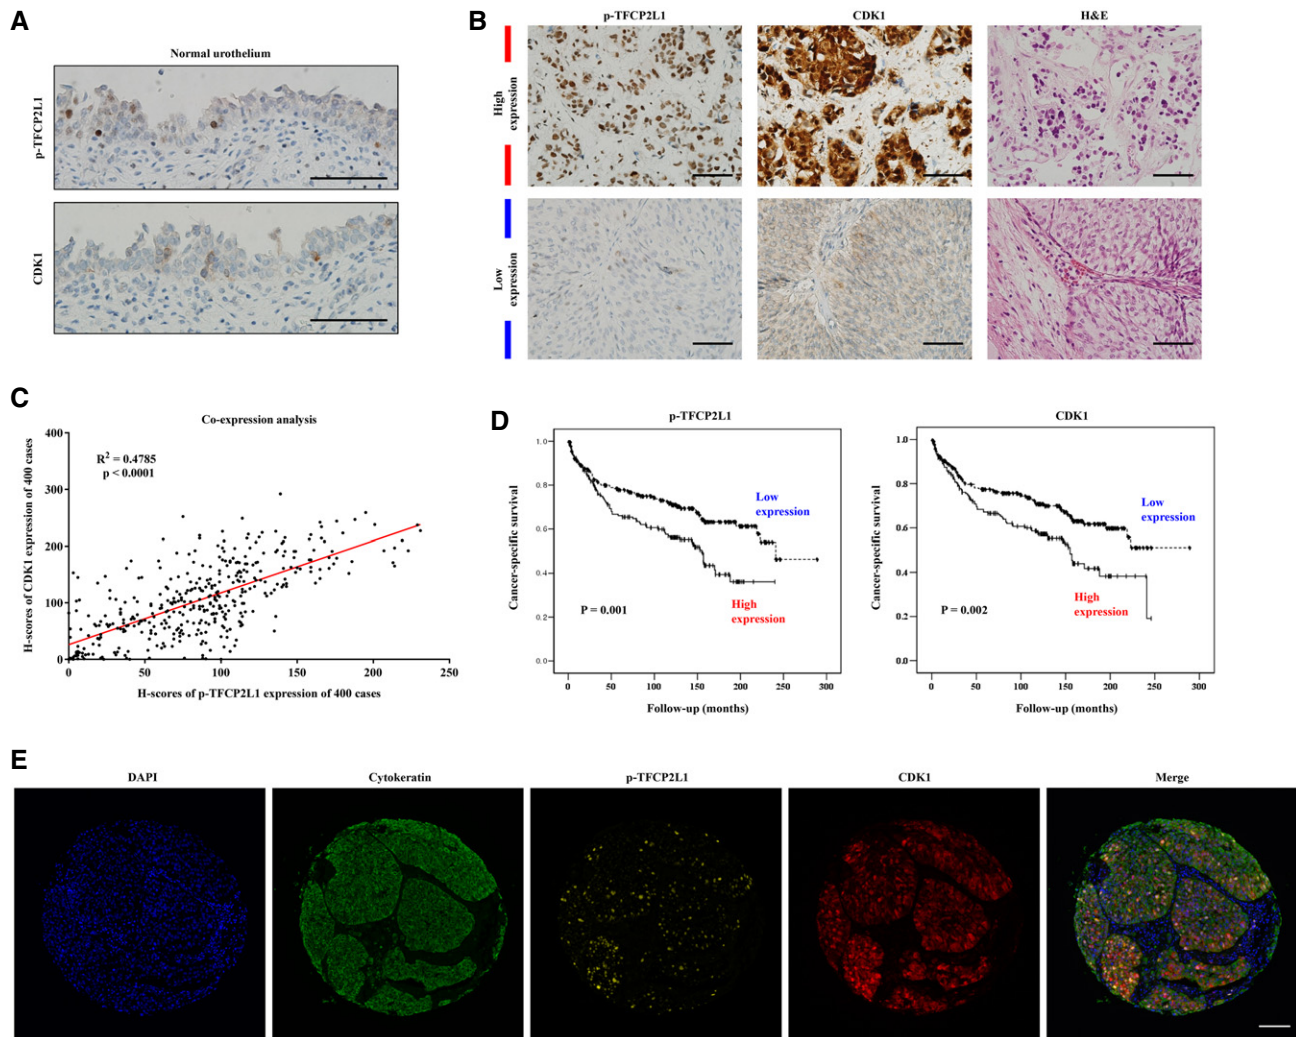 A
Normal urothelium
p-TFCP2L1
CDK1
B
p-TFCP2L1
CDK1
H&E
High
expression
Low
expression
C
Co-expression analysis
R² = 0.4785
p < 0.0001
H-scores of CDK1 expression of 400 cases
400
300
200
100
0
0 50 100 150 200 250
H-scores of p-TFCP2L1 expression of 400 cases
D
p-TFCP2L1
Cancer-specific survival
1.0
0.8
0.6
0.4
0.2
0.0
Low
expression
High
expression
P = 0.001
0 50 100 150 200 250 300
Follow-up (months)
CDK1
Cancer-specific survival
1.0
0.8
0.6
0.4
0.2
0.0
Low
expression
High
expression
P = 0.002
0 50 100 150 200 250 300
Follow-up (months)
E
DAPI
Cytokeratin
p-TFCP2L1
CDK1
Merge